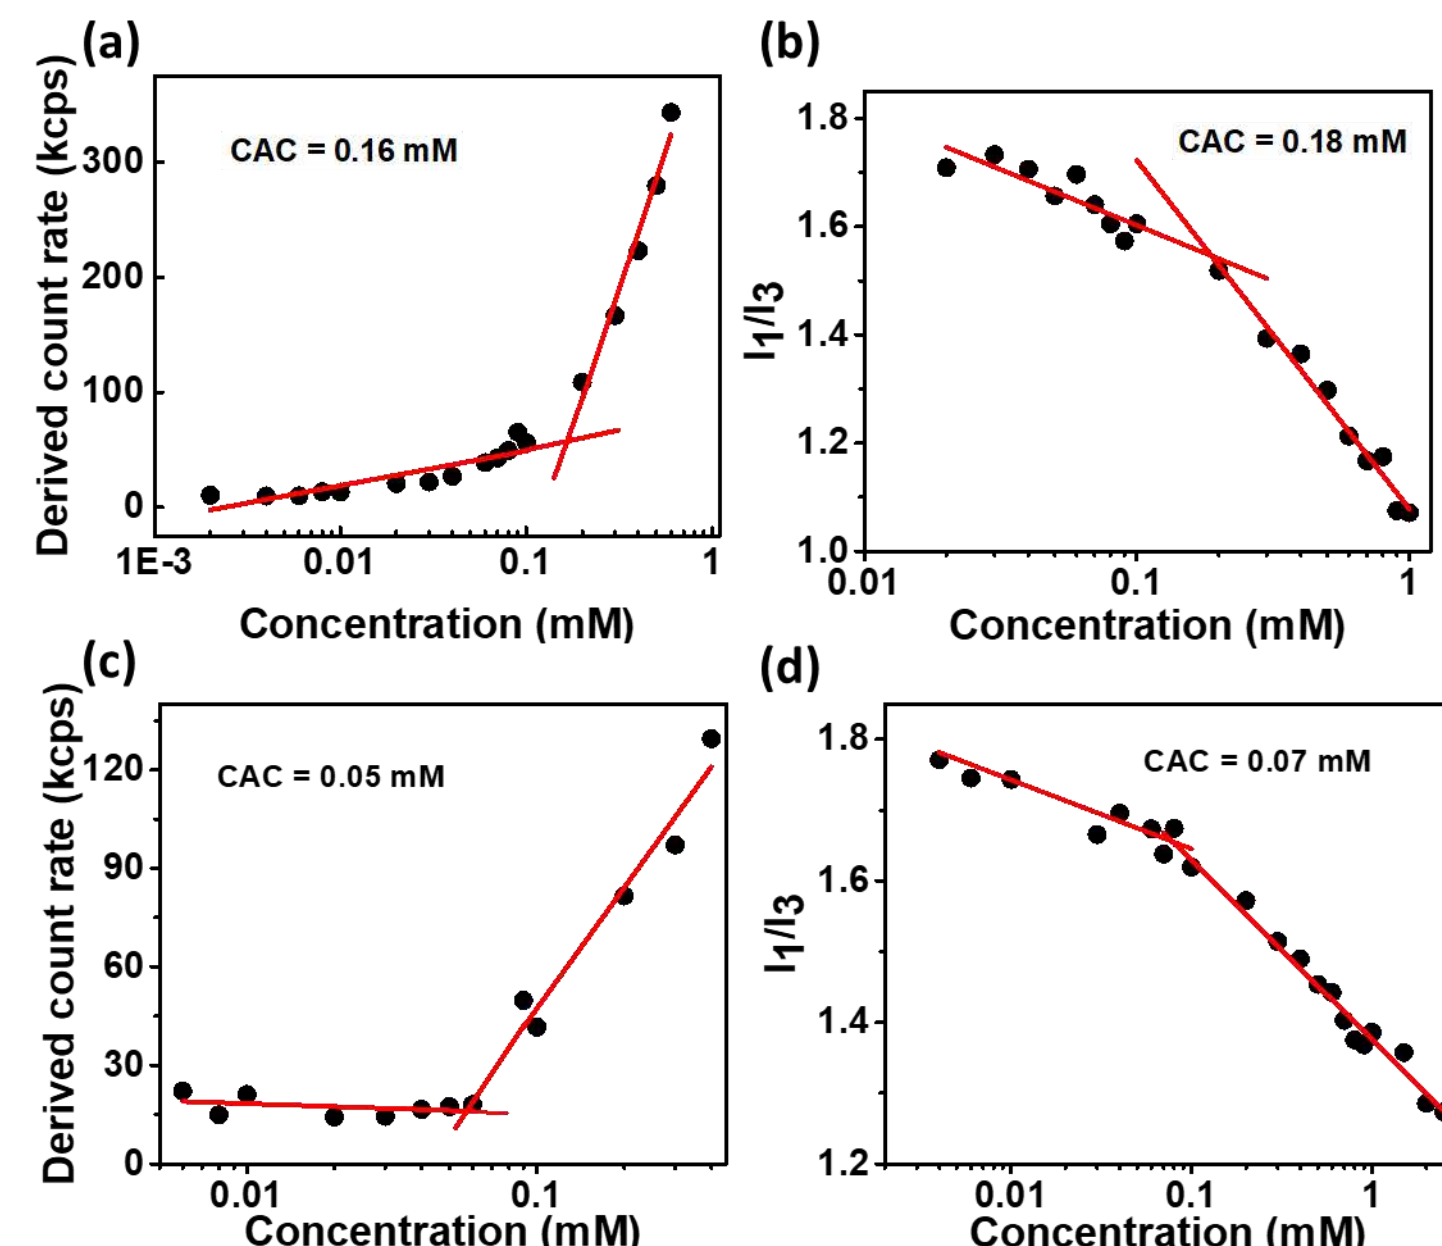 (a)
Derived count rate (kcps)
300
200
100
0
CAC = 0.16 mM
1E-3 0.01 0.1 1
Concentration (mM)
(b)
I1/I3
1.8
1.6
1.4
1.2
1.0
CAC = 0.18 mM
0.01 0.1 1
Concentration (mM)
(c)
Derived count rate (kcps)
120
90
60
30
0
CAC = 0.05 mM
0.01 0.1
Concentration (mM)
(d)
I1/I3
1.8
1.6
1.4
1.2
CAC = 0.07 mM
0.01 0.1 1
Concentration (mM)